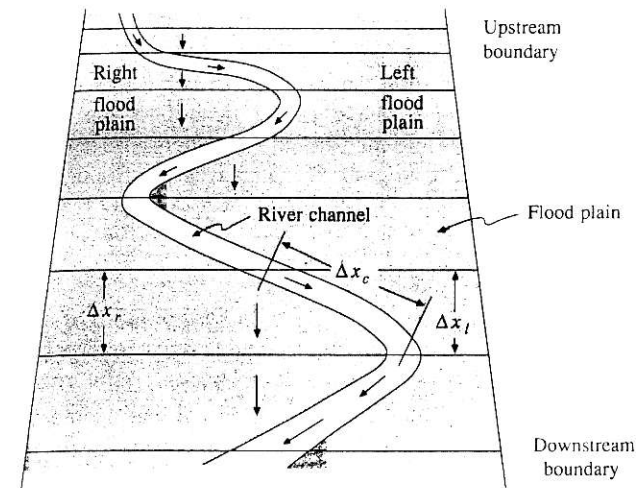 Upstream
boundary
Right
Left
flood
plain
flood
plain
River channel
Flood plain
Δx_c
Δx_r
Δx_l
Downstream
boundary